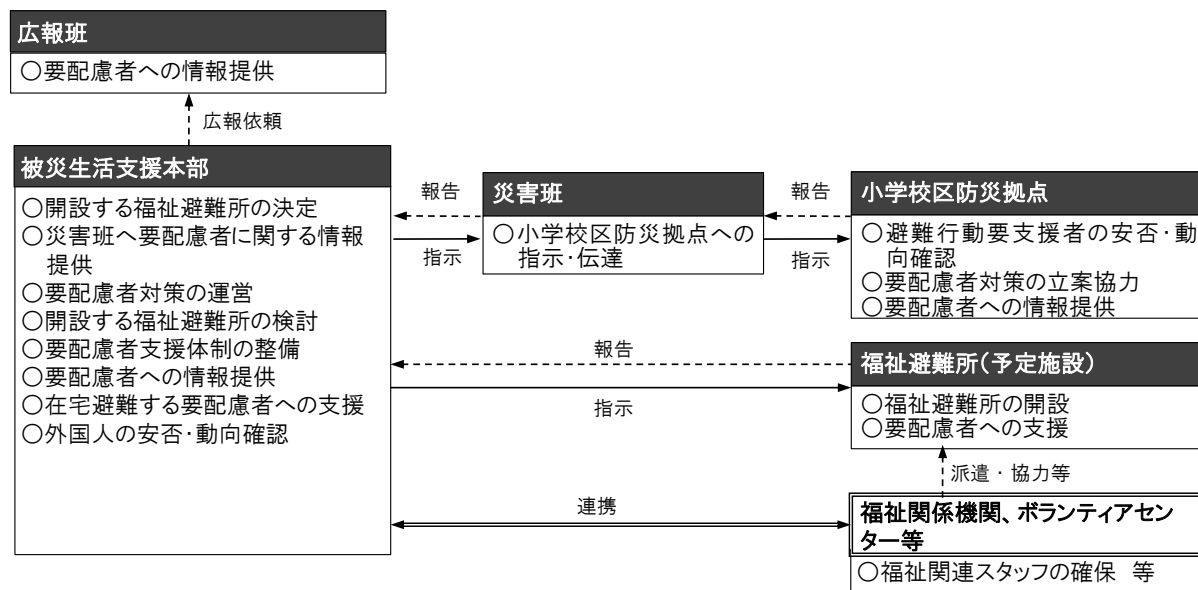 広報班
○要配慮者への情報提供
広報依頼
被災生活支援本部
○開設する福祉避難所の決定
○災害班へ要配慮者に関する情報
提供
○要配慮者対策の運営
○開設する福祉避難所の検討
○要配慮者支援体制の整備
○要配慮者への情報提供
○在宅避難する要配慮者への支援
○外国人の安否・動向確認
報告
指示
災害班
○小学校区防災拠点への
指示・伝達
報告
指示
小学校区防災拠点
○避難行動要支援者の安否・動
向確認
○要配慮者対策の立案協力
○要配慮者への情報提供
報告
指示
福祉避難所(予定施設)
○福祉避難所の開設
○要配慮者への支援
派遣・協力等
連携
福祉関係機関、ボランティアセン
ター等
○福祉関連スタッフの確保　等